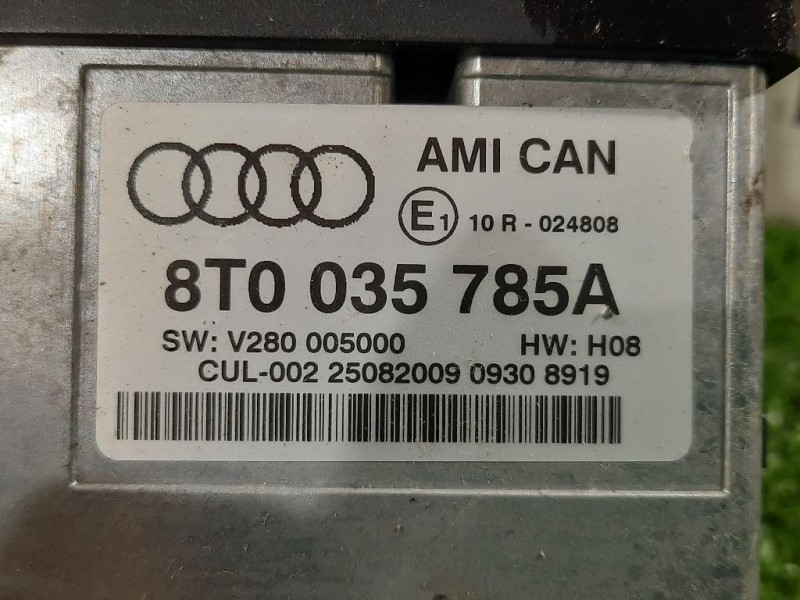 AMI CAN
E1 10 R - 024808
8T0 035 785A
SW: V280 005000 HW: H08
CUL-002 25082009 0930 8919